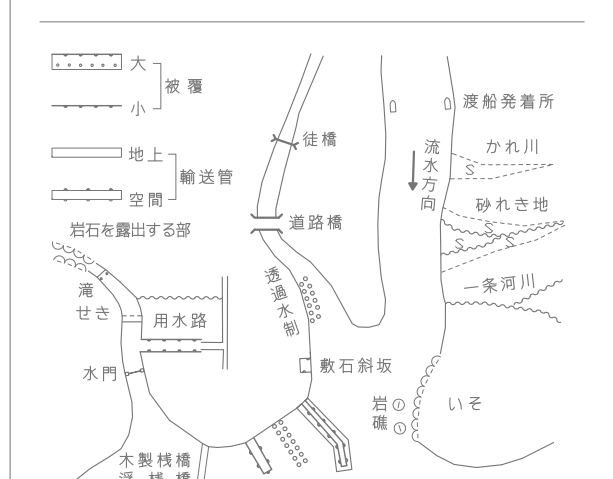 大
被覆
小
地上
輸送管
空間
岩石を露出する部
滝
せき
用水路
水門
木製桟橋
浮桟橋
徒橋
道路橋
透過水制
敷石斜坂
岩礁
いそ
渡船発着所
流水方向
かれ川
砂れき地
一条河川